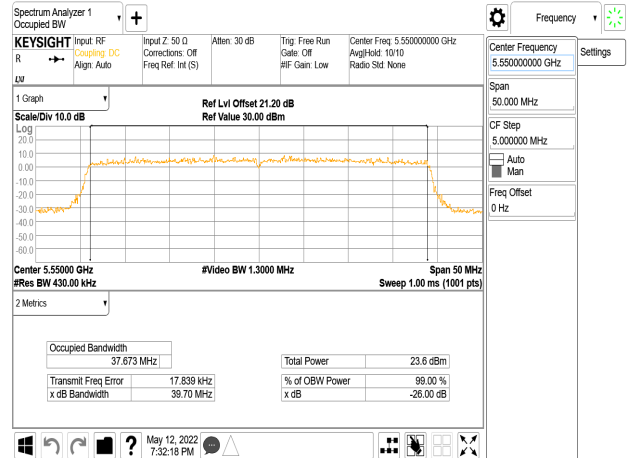 Spectrum Analyzer 1
Occupied BW
Frequency
KEYSIGHT
R
LXI
Input: RF
Coupling: DC
Align: Auto
Input Z: 50 Ω
Corrections: Off
Freq Ref: Int (S)
Atten: 30 dB
Trig: Free Run
Gate: Off
#IF Gain: Low
Center Freq: 5.550000000 GHz
Avg|Hold: 10/10
Radio Std: None
Center Frequency
5.550000000 GHz
Settings
Span
50.000 MHz
CF Step
5.000000 MHz
Auto
Man
Freq Offset
0 Hz
1 Graph
Scale/Div 10.0 dB
Ref Lvl Offset 21.20 dB
Ref Value 30.00 dBm
Log
20.0
10.0
0.00
-10.0
-20.0
-30.0
-40.0
-50.0
-60.0
Center 5.55000 GHz
#Video BW 1.3000 MHz
Span 50 MHz
#Res BW 430.00 kHz
Sweep 1.00 ms (1001 pts)
2 Metrics
Occupied Bandwidth
37.673 MHz
Total Power 23.6 dBm
Transmit Freq Error 17.839 kHz
% of OBW Power 99.00 %
x dB Bandwidth 39.70 MHz
x dB -26.00 dB
?
May 12, 2022
7:32:18 PM